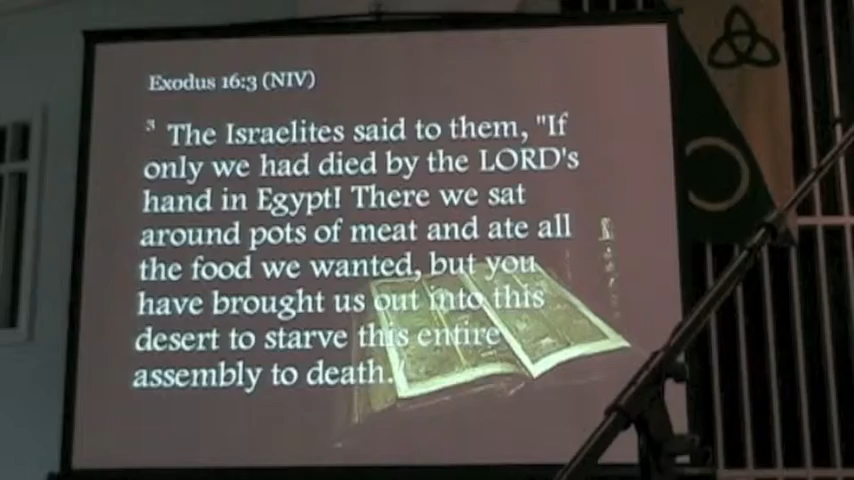 Exodus 16:3 (NIV)
3 The Israelites said to them, "If
only we had died by the LORD's
hand in Egypt! There we sat
around pots of meat and ate all
the food we wanted, but you
have brought us out into this
desert to starve this entire
assembly to death.